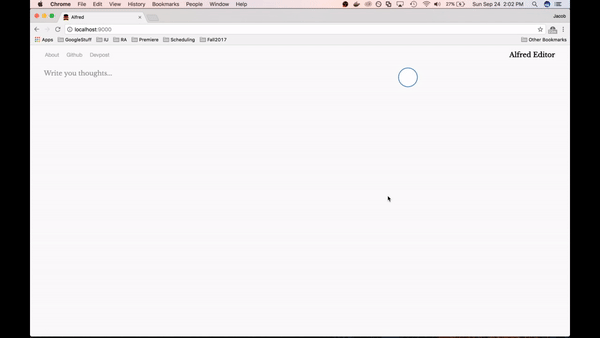 Chrome File Edit View History Bookmarks People Window Help 27% Sun Sep 24 2:02 PM
Alfred Jacob
localhost:9000
Apps GoogleStuff IU RA Premiere Scheduling Fall2017 Other Bookmarks
About Github Devpost Alfred Editor
Write you thoughts...